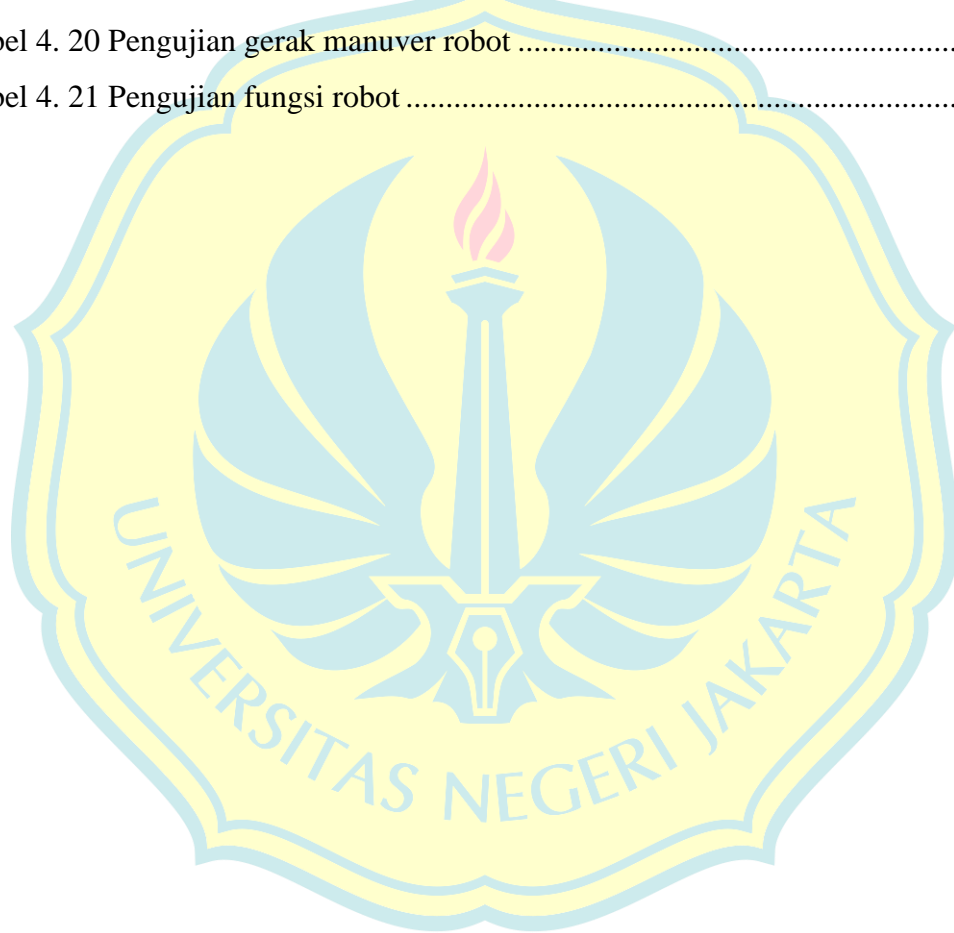 bel 4. 20 Pengujian gerak manuver robot ........................................................
bel 4. 21 Pengujian fungsi robot ......................................................................
UNIVERSITAS NEGERI JAKARTA